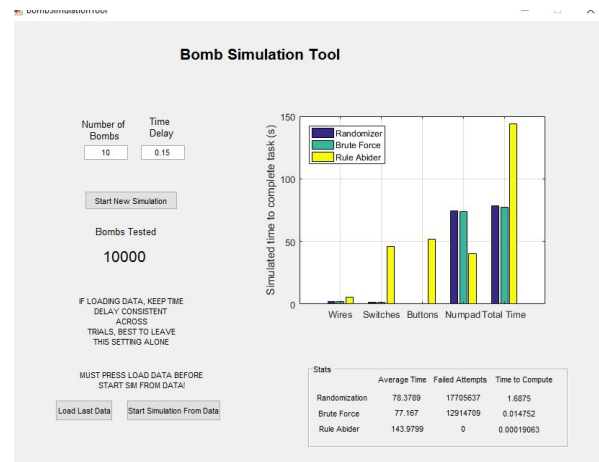 bombSimulationTool
Bomb Simulation Tool
Number of
Bombs
Time
Delay
10
0.15
Start New Simulation
Bombs Tested
10000
IF LOADING DATA, KEEP TIME
DELAY CONSISTENT
ACROSS
TRIALS, BEST TO LEAVE
THIS SETTING ALONE
MUST PRESS LOAD DATA BEFORE
START SIM FROM DATA!
Load Last Data
Start Simulation From Data
Simulated time to complete task (s)
150
100
50
0
Randomizer
Brute Force
Rule Abider
Wires Switches Buttons Numpad Total Time
Stats
Average Time Failed Attempts Time to Compute
Randomization 78.3789 17705637 1.6875
Brute Force 77.167 12914709 0.014752
Rule Abider 143.9799 0 0.00019063